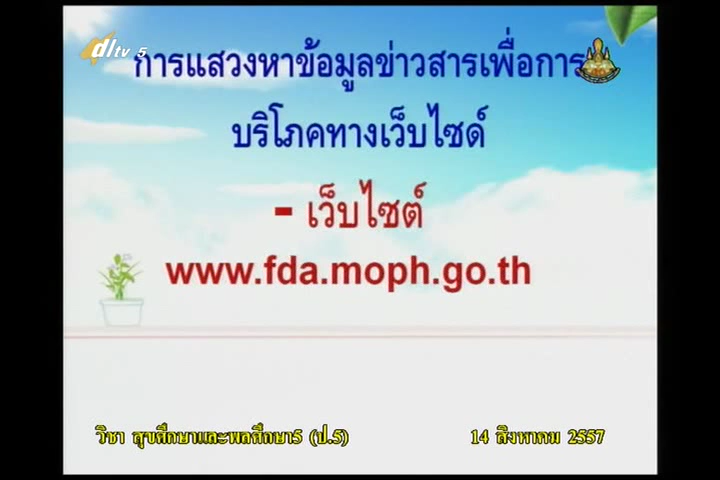 dltv 5
การแสวงหาข้อมูลข่าวสารเพื่อการ
บริโภคทางเว็บไซด์
- เว็บไซต์
www.fda.moph.go.th
วิชา สุขศึกษาและพลศึกษา5 (ป.5) 14 สิงหาคม 2557